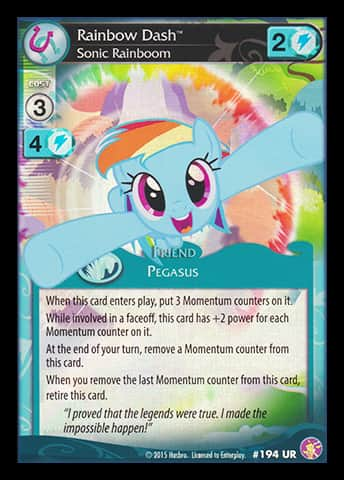 Rainbow Dash™
Sonic Rainboom
2
COST
3
4
FRIEND
PEGASUS
When this card enters play, put 3 Momentum counters on it.
While involved in a faceoff, this card has +2 power for each
Momentum counter on it.
At the end of your turn, remove a Momentum counter from
this card.
When you remove the last Momentum counter from this card,
retire this card.
"I proved that the legends were true. I made the
impossible happen!"
© 2015 Hasbro. Licensed to Enterplay.
#194 UR